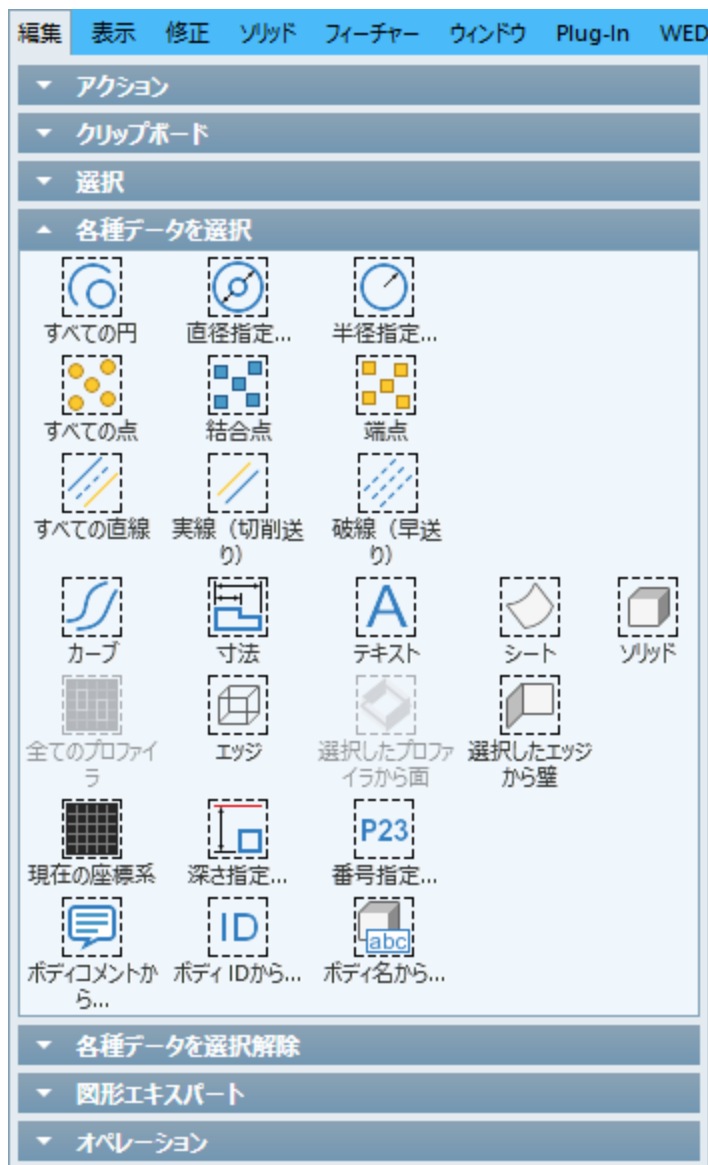 編集 表示 修正 ソリッド フィーチャー ウィンドウ Plug-In WED
アクション
クリップボード
選択
各種データを選択
すべての円 直径指定... 半径指定...
すべての点 結合点 端点
すべての直線 実線（切削送 破線（早送
り） り）
A
カーブ 寸法 テキスト シート ソリッド
全てのプロファイ エッジ 選択したプロファ 選択したエッジ
ラ イラから面 から壁
P23
現在の座標系 深さ指定... 番号指定...
ID abc
ボディコメントか ボディ IDから... ボディ名から...
ら...
各種データを選択解除
図形エキスパート
オペレーション